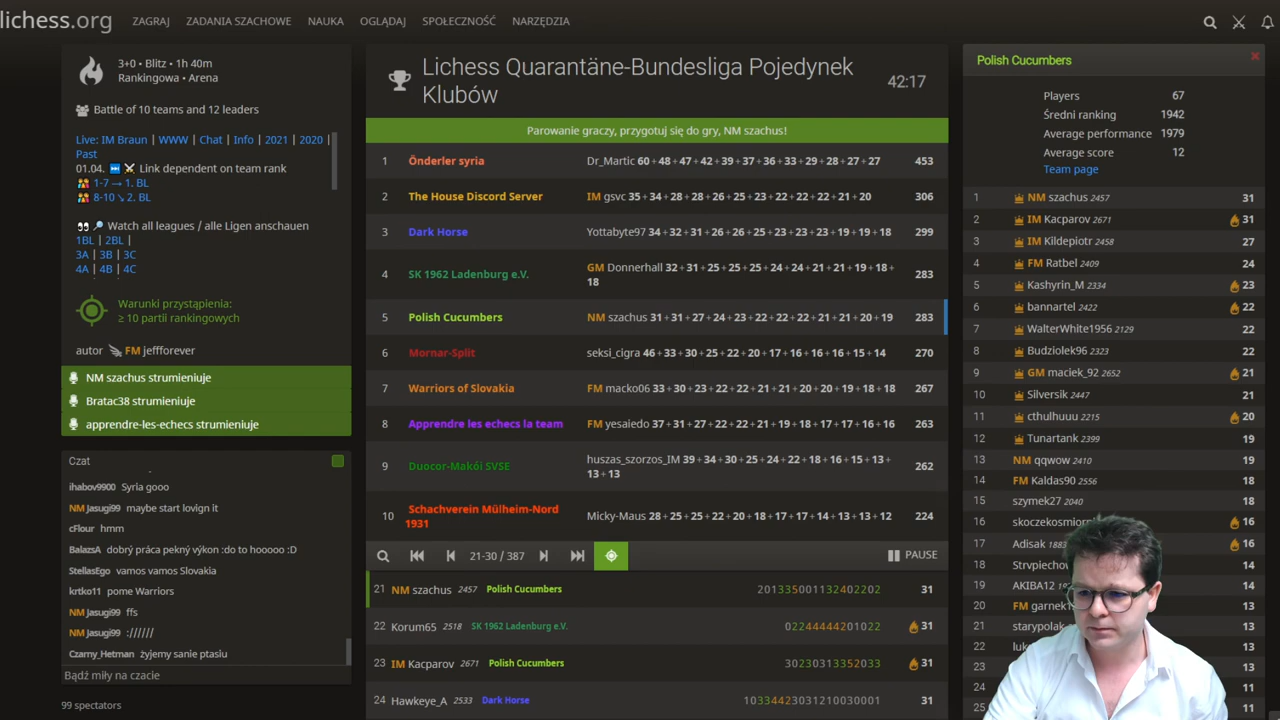 lichess.org
ZAGRAJ ZADANIA SZACHOWE NAUKA OGLĄDAJ SPOŁECZNOŚĆ NARZĘDZIA
3+0 • Blitz • 1h 40m
Rankingowa • Arena
Battle of 10 teams and 12 leaders
Live: IM Braun | WWW | Chat | Info | 2021 | 2020 |
Past
01.04. Link dependent on team rank
1-7 → 1. BL
8-10 ↘ 2. BL
Watch all leagues / alle Ligen anschauen
1BL | 2BL |
3A | 3B | 3C
4A | 4B | 4C
Warunki przystąpienia:
≥ 10 partii rankingowych
autor FM jeffforever
NM szachus strumieniuje
Bratac38 strumieniuje
apprendre-les-echecs strumieniuje
Czat
ihabov9900 Syria gooo
NM Jasugi99 maybe start lovign it
cFlour hmm
BalazsA dobrý práca pekný výkon :do to hooooo :D
StellasEgo vamos vamos Slovakia
krtko11 pome Warriors
NM Jasugi99 ffs
NM Jasugi99 ://////
Czarny_Hetman żyjemy sanie ptasiu
Bądź miły na czacie
99 spectators
Lichess Quarantäne-Bundesliga Pojedynek
Klubów
42:17
Parowanie graczy, przygotuj się do gry, NM szachus!
1 Önderler syria Dr_Martic 60+48+47+42+39+37+36+33+29+28+27+27 453
2 The House Discord Server IM gsvc 35+34+28+28+26+25+23+22+22+22+21+20 306
3 Dark Horse Yottabyte97 34+32+31+26+26+25+23+23+23+19+19+18 299
4 SK 1962 Ladenburg e.V. GM Donnerhall 32+31+25+25+25+24+24+21+21+19+18+
18 283
5 Polish Cucumbers NM szachus 31+31+27+24+23+22+22+22+21+21+20+19 283
6 Mornar-Split seksi_cigra 46+33+30+25+22+20+17+16+16+16+15+14 270
7 Warriors of Slovakia FM macko06 33+30+23+22+22+21+21+20+20+19+18+18 267
8 Apprendre les echecs la team FM yesaiedo 37+31+27+22+22+21+19+18+17+17+16+16 263
9 Duocor-Makói SVSE huszas_szorzos_IM 39+34+30+25+24+22+18+16+15+13+
13+13 262
10 Schachverein Mülheim-Nord
1931 Micky-Maus 28+25+25+22+20+18+17+17+14+13+13+12 224
21-30 / 387 PAUSE
21 NM szachus 2457 Polish Cucumbers 201335001132402202 31
22 Korum65 2518 SK 1962 Ladenburg e.V. 02244444201022 31
23 IM Kacparov 2671 Polish Cucumbers 30230313352033 31
24 Hawkeye_A 2533 Dark Horse 10334423031210030001 31
Polish Cucumbers
Players 67
Średni ranking 1942
Average performance 1979
Average score 12
Team page
1 NM szachus 2457 31
2 IM Kacparov 2671 31
3 IM Kildepiotr 2458 27
4 FM Ratbel 2409 24
5 Kashyrin_M 2334 23
6 bannartel 2422 22
7 WalterWhite1956 2129 22
8 Budziolek96 2323 22
9 GM maciek_92 2652 21
10 Silversik 2447 21
11 cthulhuuu 2215 20
12 Tunartank 2399 19
13 NM qqwow 2410 19
14 FM Kaldas90 2556 18
15 szymek27 2040 18
16 16
17 Adisak 16
18 14
19 AKIBA12 14
20 FM 13
21 13
22 13
23 13
24 11
25 11